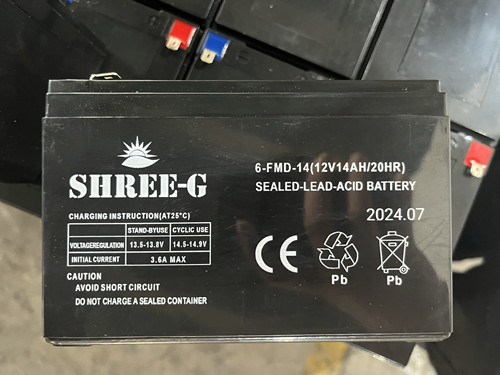 SHREE-G
6-FMD-14(12V14AH/20HR)
SEALED-LEAD-ACID BATTERY
2024.07
CHARGING INSTRUCTION(AT25°C)
STAND-BYUSE CYCLIC USE
VOLTAGEREGULATION 13.6-13.8V 14.5-14.9V
INITIAL CURRENT 3.6A MAX
CAUTION
AVOID SHORT CIRCUIT
DO NOT CHARGE A SEALED CONTAINER
CE
Pb Pb